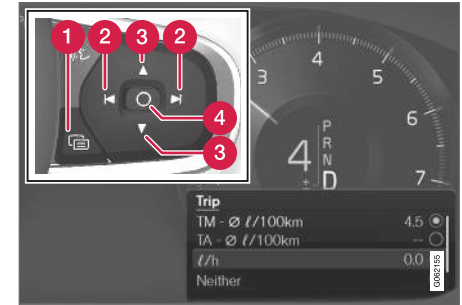 1
2
3
2
4
3
3
4
5
6
7
4
P
R
N
±
D
Trip
TM - Ø ℓ/100km 4.5
TA - Ø ℓ/100km --
ℓ/h 0.0
Neither
G062155